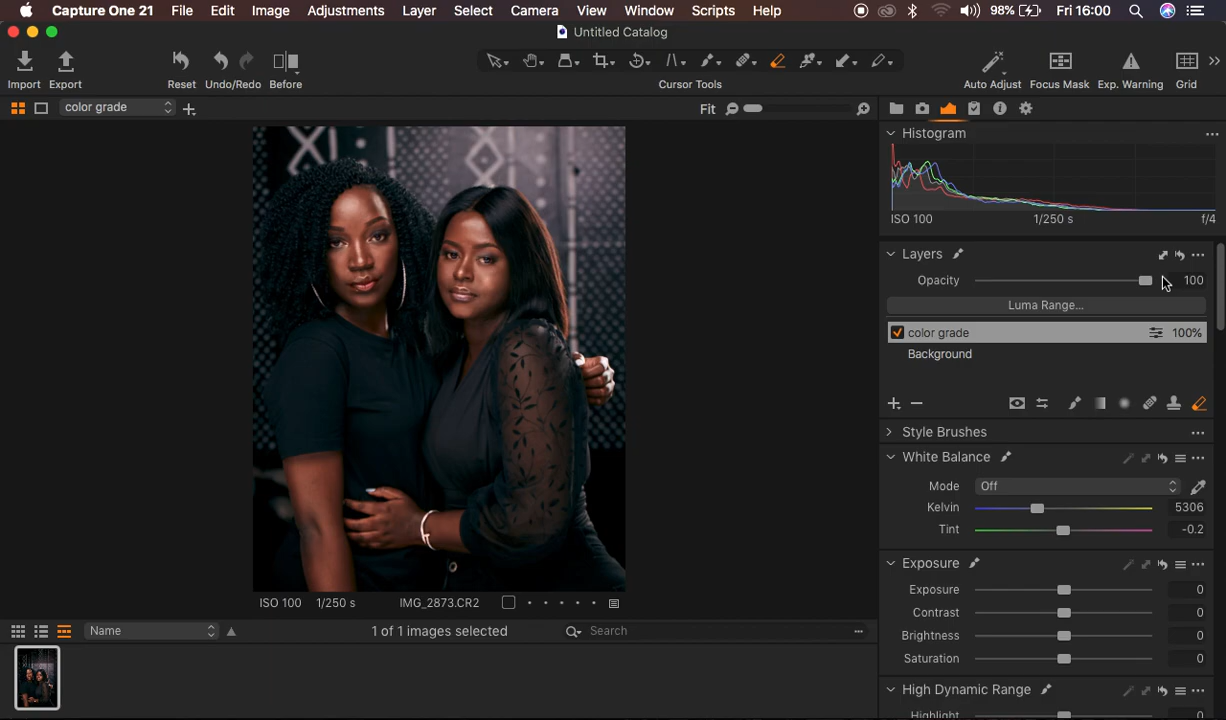 Capture One 21 File Edit Image Adjustments Layer Select Camera View Window Scripts Help 98% Fri 16:00
Untitled Catalog
Import Export Reset Undo/Redo Before Cursor Tools Auto Adjust Focus Mask Exp. Warning Grid
color grade Fit
Histogram
ISO 100 1/250 s f/4
Layers
Opacity 100
Luma Range...
color grade 100%
Background
Style Brushes
White Balance
Mode Off
Kelvin 5306
Tint -0.2
Exposure
Exposure 0
Contrast 0
Brightness 0
Saturation 0
High Dynamic Range
Highlight 0
ISO 100 1/250 s IMG_2873.CR2
Name 1 of 1 images selected Search